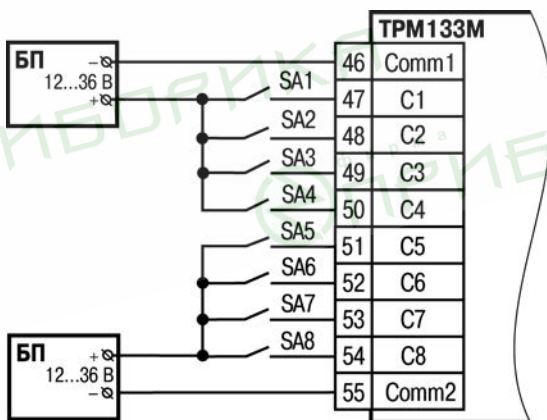 ТРМ133М
БП
12...36 В
–
+
46 Comm1
SA1 47 C1
SA2 48 C2
SA3 49 C3
SA4 50 C4
SA5 51 C5
SA6 52 C6
SA7 53 C7
SA8 54 C8
55 Comm2
БП
12...36 В
+
–